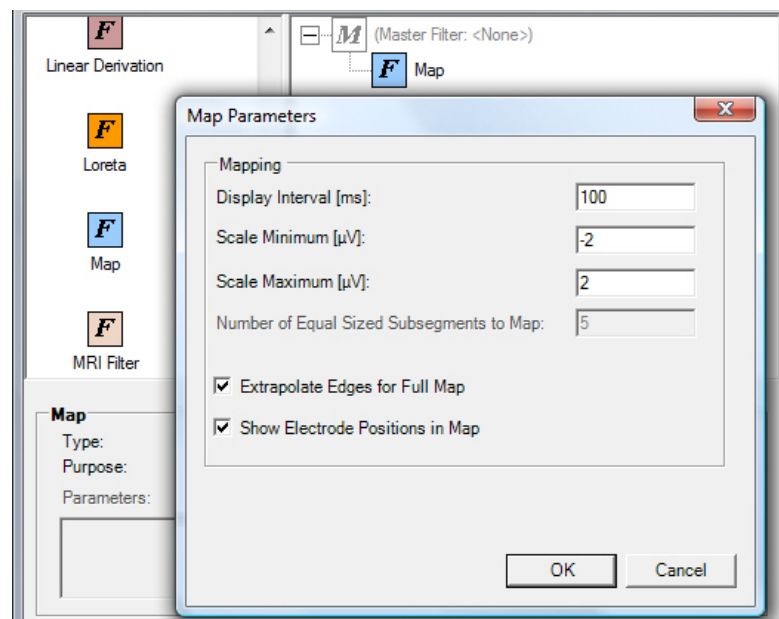 F
Linear Derivation
F
Loreta
F
Map
F
MRI Filter
M (Master Filter: <None>)
F Map
Map
Type:
Purpose:
Parameters:
Map Parameters
Mapping
Display Interval [ms]: 100
Scale Minimum [µV]: -2
Scale Maximum [µV]: 2
Number of Equal Sized Subsegments to Map: 5
Extrapolate Edges for Full Map
Show Electrode Positions in Map
OK Cancel